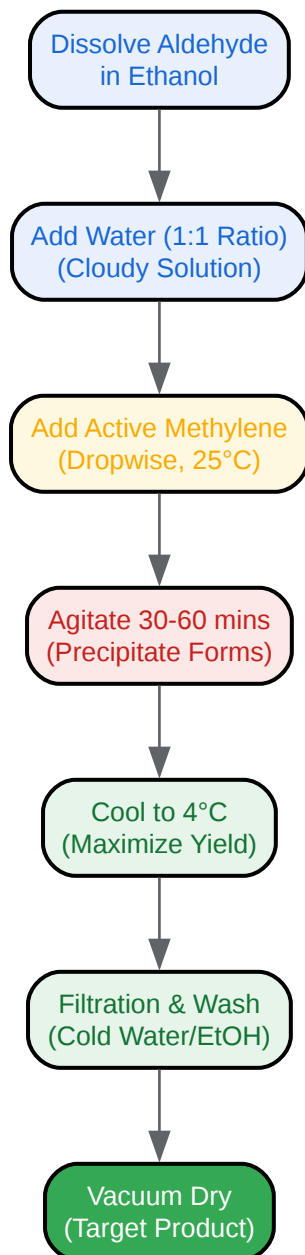 Dissolve Aldehyde
in Ethanol
Add Water (1:1 Ratio)
(Cloudy Solution)
Add Active Methylene
(Dropwise, 25°C)
Agitate 30-60 mins
(Precipitate Forms)
Cool to 4°C
(Maximize Yield)
Filtration & Wash
(Cold Water/EtOH)
Vacuum Dry
(Target Product)